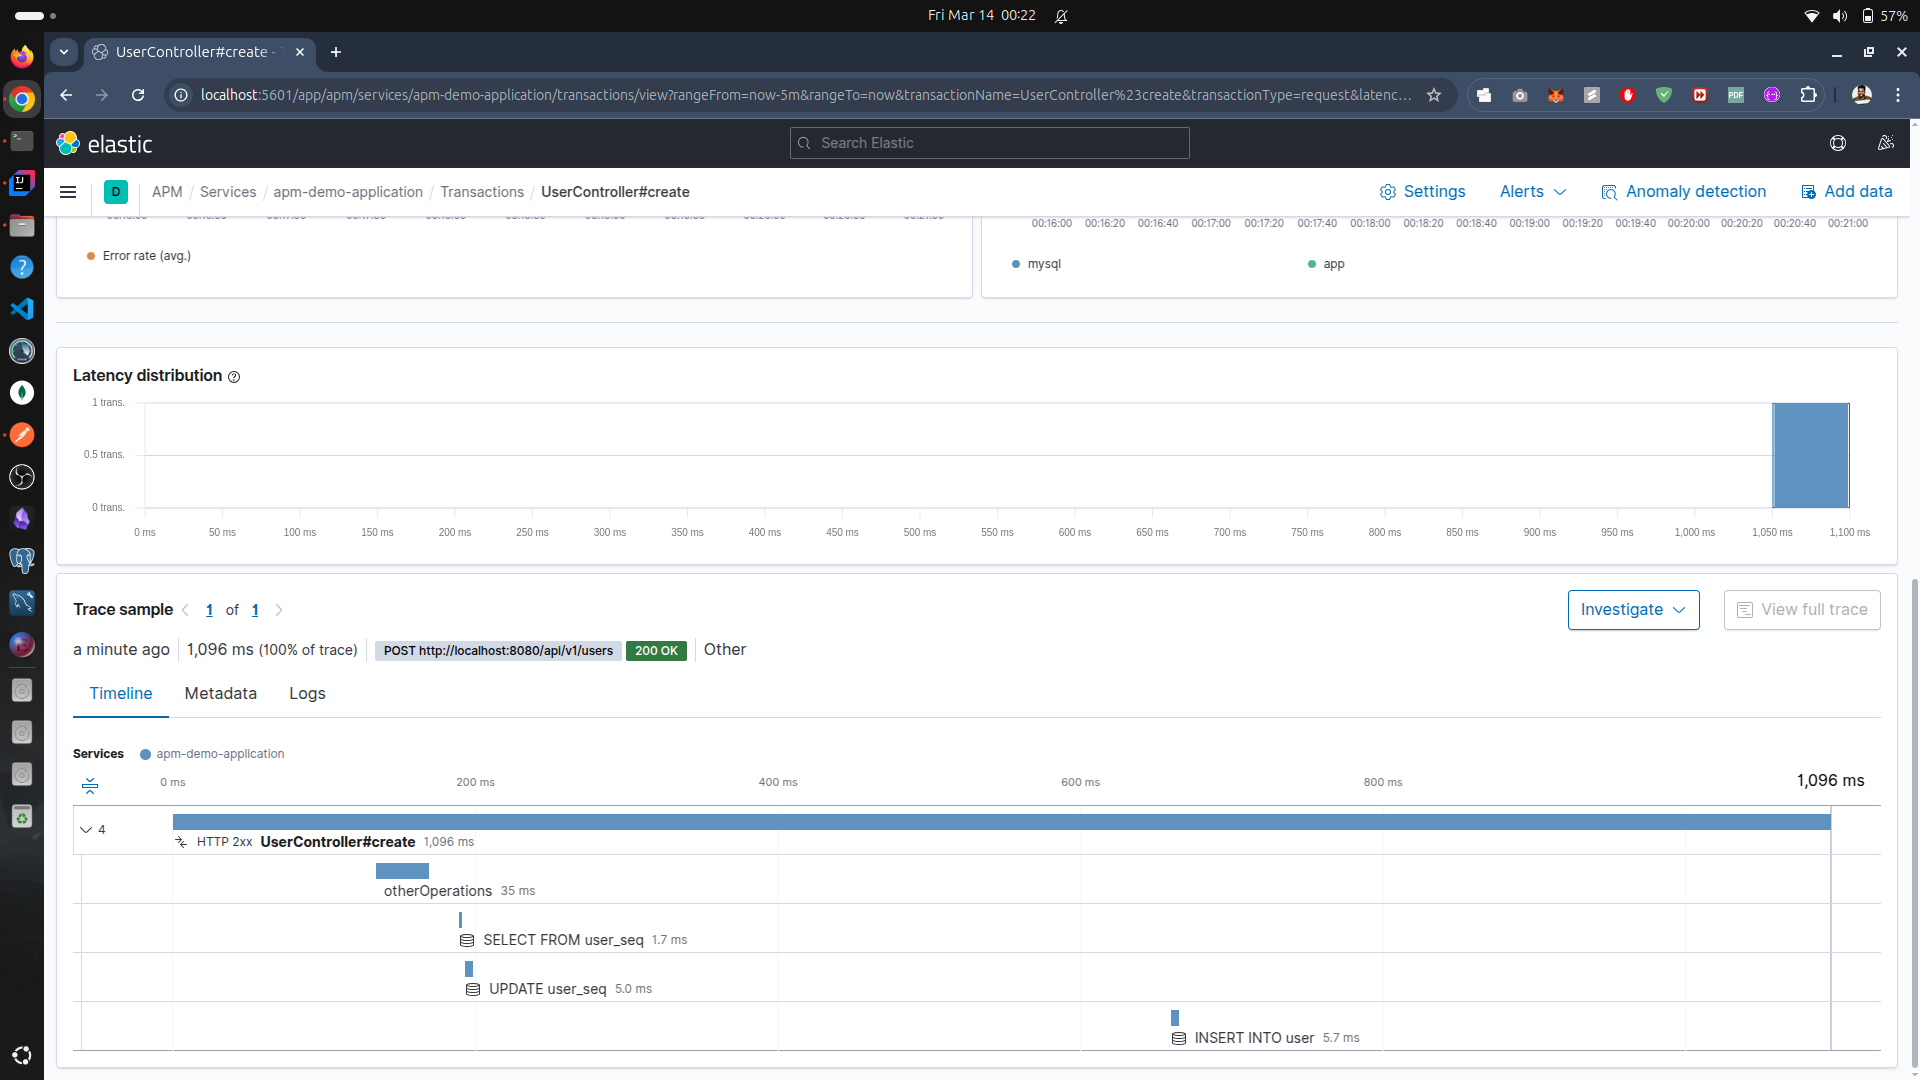 Fri Mar 14 00:22
57%
UserController#create -
localhost:5601/app/apm/services/apm-demo-application/transactions/view?rangeFrom=now-5m&rangeTo=now&transactionName=UserController%23create&transactionType=request&latenc...
elastic
Search Elastic
D APM / Services / apm-demo-application / Transactions / UserController#create
Settings Alerts Anomaly detection Add data
00:16:00 00:16:20 00:16:40 00:17:00 00:17:20 00:17:40 00:18:00 00:18:20 00:18:40 00:19:00 00:19:20 00:19:40 00:20:00 00:20:20 00:20:40 00:21:00
Error rate (avg.)
mysql app
Latency distribution
1 trans.
0.5 trans.
0 trans.
0 ms 50 ms 100 ms 150 ms 200 ms 250 ms 300 ms 350 ms 400 ms 450 ms 500 ms 550 ms 600 ms 650 ms 700 ms 750 ms 800 ms 850 ms 900 ms 950 ms 1,000 ms 1,050 ms 1,100 ms
Trace sample 1 of 1
Investigate View full trace
a minute ago 1,096 ms (100% of trace) POST http://localhost:8080/api/v1/users 200 OK Other
Timeline Metadata Logs
Services apm-demo-application
0 ms 200 ms 400 ms 600 ms 800 ms 1,096 ms
4
HTTP 2xx UserController#create 1,096 ms
otherOperations 35 ms
SELECT FROM user_seq 1.7 ms
UPDATE user_seq 5.0 ms
INSERT INTO user 5.7 ms